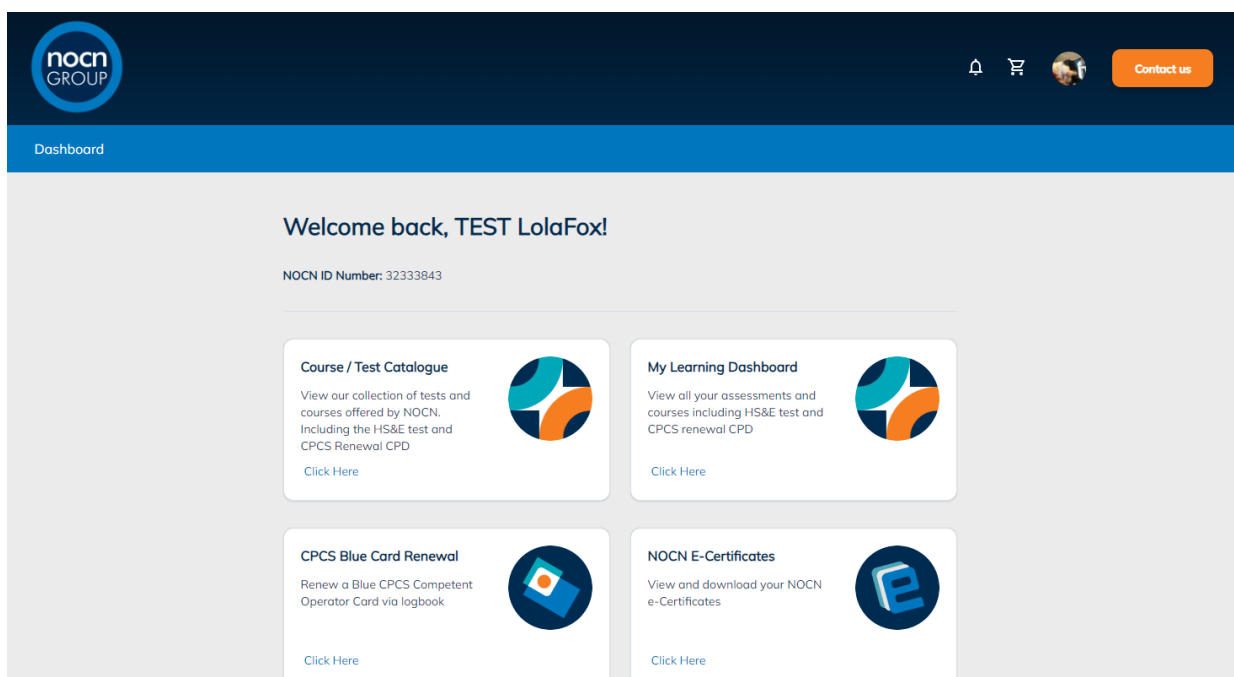 nocn
GROUP
Contact us
Dashboard
Welcome back, TEST LolaFox!
NOCN ID Number: 32333843
Course / Test Catalogue
View our collection of tests and
courses offered by NOCN.
Including the HS&E test and
CPCS Renewal CPD
Click Here
My Learning Dashboard
View all your assessments and
courses including HS&E test and
CPCS renewal CPD
Click Here
CPCS Blue Card Renewal
Renew a Blue CPCS Competent
Operator Card via logbook
Click Here
NOCN E-Certificates
View and download your NOCN
e-Certificates
Click Here